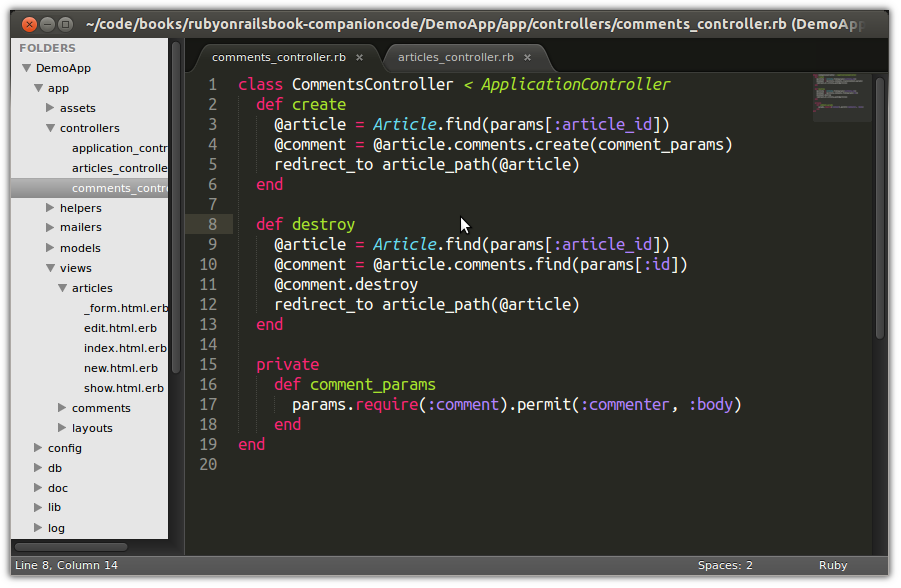 ~/code/books/rubyonrailsbook-companioncode/DemoApp/app/controllers/comments_controller.rb (DemoApp
FOLDERS
DemoApp
app
assets
controllers
application_contr
articles_controlle
comments_contro
helpers
mailers
models
views
articles
_form.html.erb
edit.html.erb
index.html.erb
new.html.erb
show.html.erb
comments
layouts
config
db
doc
lib
log
comments_controller.rb × articles_controller.rb ×
1 class CommentsController < ApplicationController
2   def create
3     @article = Article.find(params[:article_id])
4     @comment = @article.comments.create(comment_params)
5     redirect_to article_path(@article)
6   end
7
8   def destroy
9     @article = Article.find(params[:article_id])
10     @comment = @article.comments.find(params[:id])
11     @comment.destroy
12     redirect_to article_path(@article)
13   end
14
15   private
16     def comment_params
17       params.require(:comment).permit(:commenter, :body)
18     end
19 end
20
Line 8, Column 14 Spaces: 2 Ruby